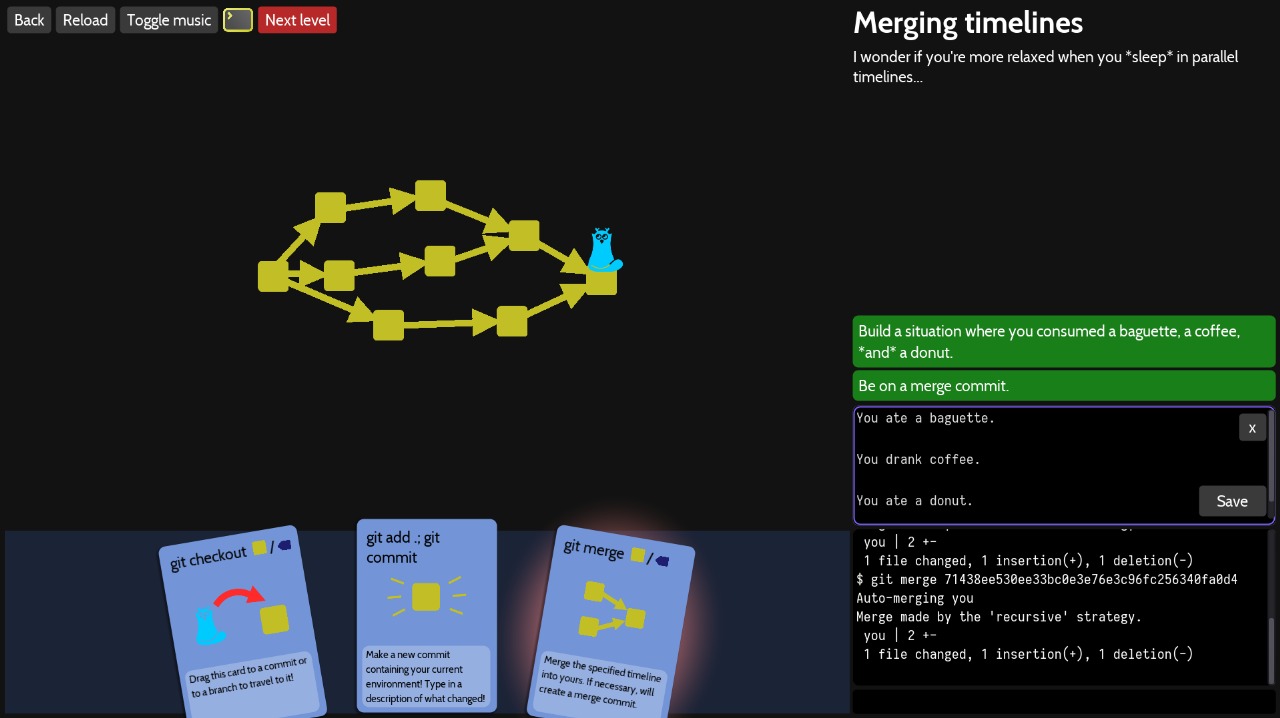 Back Reload Toggle music Next level
Merging timelines
I wonder if you're more relaxed when you *sleep* in parallel
timelines...
Build a situation where you consumed a baguette, a coffee,
*and* a donut.
Be on a merge commit.
You ate a baguette.
x
You drank coffee.
You ate a donut.
Save
you | 2 +-
1 file changed, 1 insertion(+), 1 deletion(-)
$ git merge 71438ee530ee33bc0e3e76e3c96fc256340fa0d4
Auto-merging you
Merge made by the 'recursive' strategy.
you | 2 +-
1 file changed, 1 insertion(+), 1 deletion(-)
git checkout /
Drag this card to a commit or
to a branch to travel to it!
git add .; git
commit
Make a new commit
containing your current
environment! Type in a
description of what changed!
git merge /
Merge the specified timeline
into yours. If necessary, will
create a merge commit.